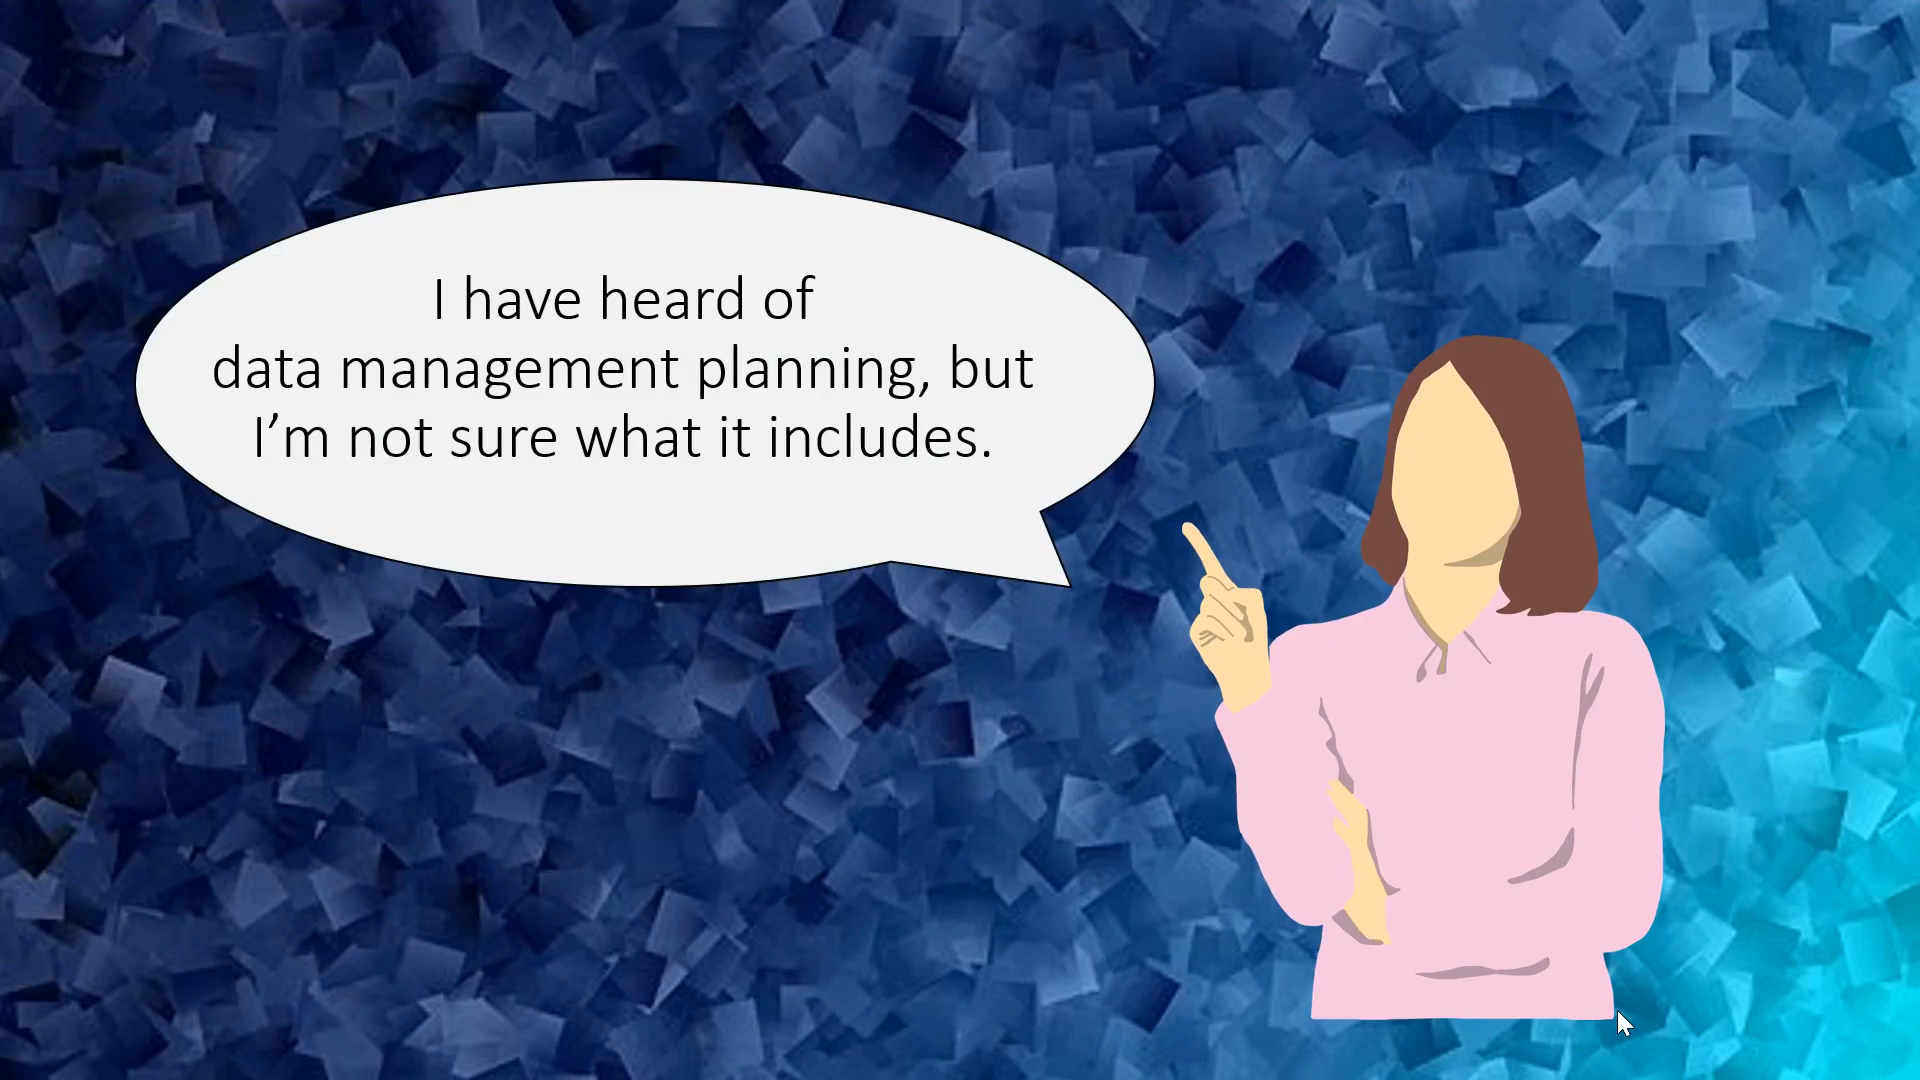 I have heard of
data management planning, but
I’m not sure what it includes.